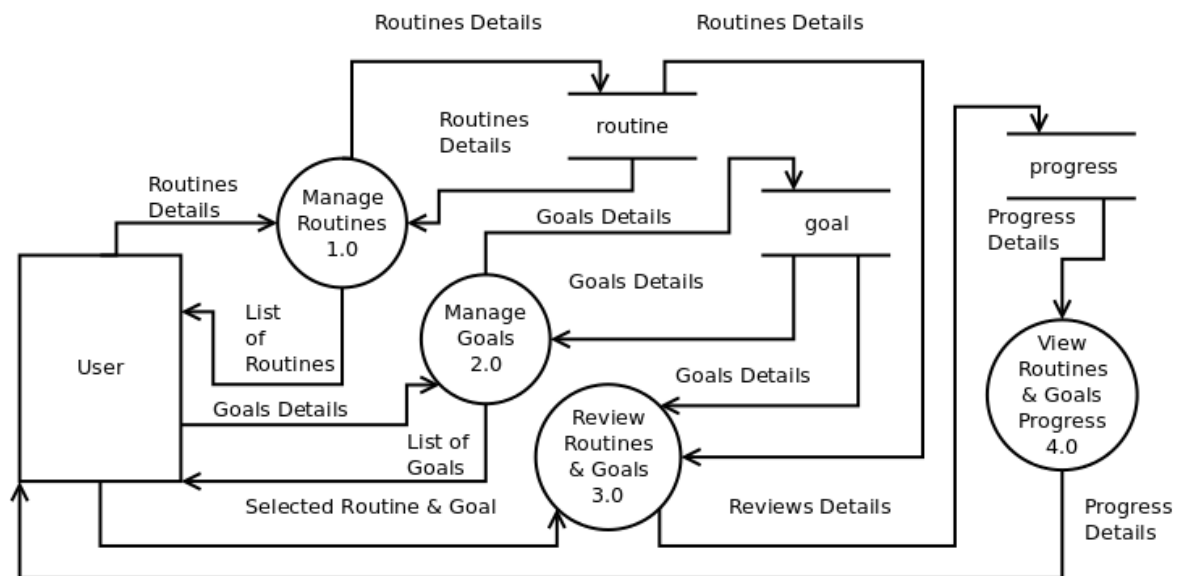 Routines Details
Routines Details
Routines
Details
routine
progress
Routines
Details
Manage
Routines
1.0
Goals Details
goal
Progress
Details
Goals Details
List
of
Routines
Manage
Goals
2.0
User
View
Routines
& Goals
Progress
4.0
Goals Details
Goals Details
Review
Routines
& Goals
3.0
List of
Goals
Selected Routine & Goal
Reviews Details
Progress
Details